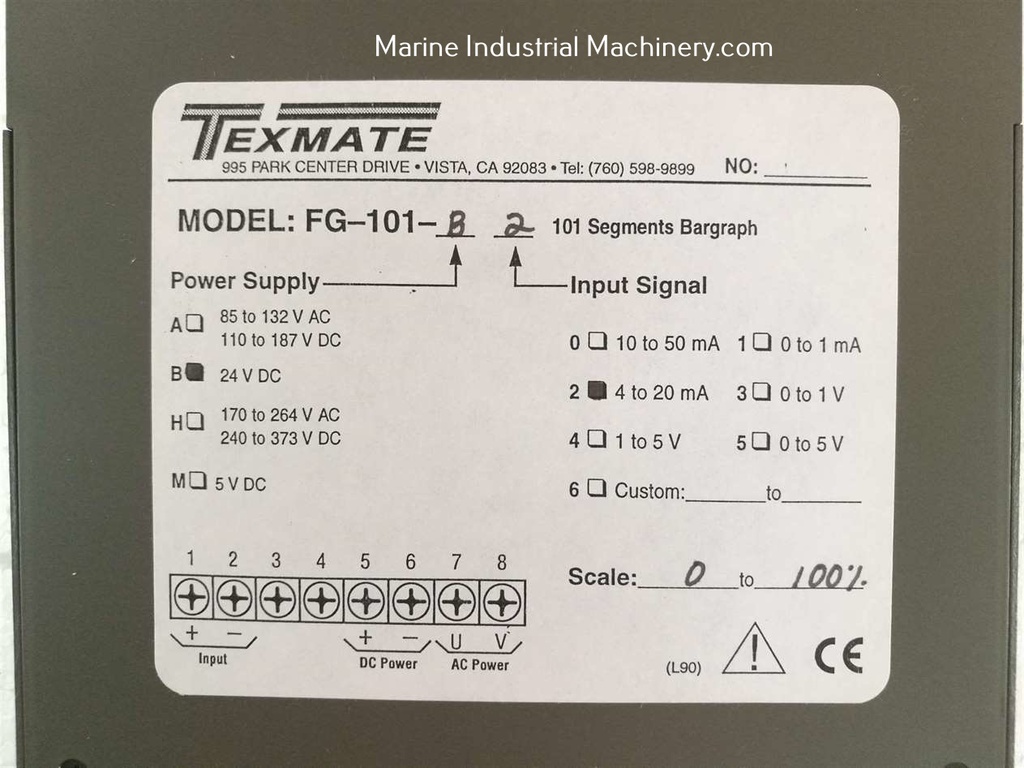 Marine Industrial Machinery.com
TEXMATE
995 PARK CENTER DRIVE • VISTA, CA 92083 • Tel: (760) 598-9899 NO:
MODEL: FG–101–B 2 101 Segments Bargraph
Power Supply
A 85 to 132 V AC
110 to 187 V DC
B 24 V DC
H 170 to 264 V AC
240 to 373 V DC
M 5 V DC
Input Signal
0 10 to 50 mA 1 0 to 1 mA
2 4 to 20 mA 3 0 to 1 V
4 1 to 5 V 5 0 to 5 V
6 Custom: to
Scale: 0 to 100%
1 2 3 4 5 6 7 8
+ – + – U V
Input DC Power AC Power
(L90) ! CE